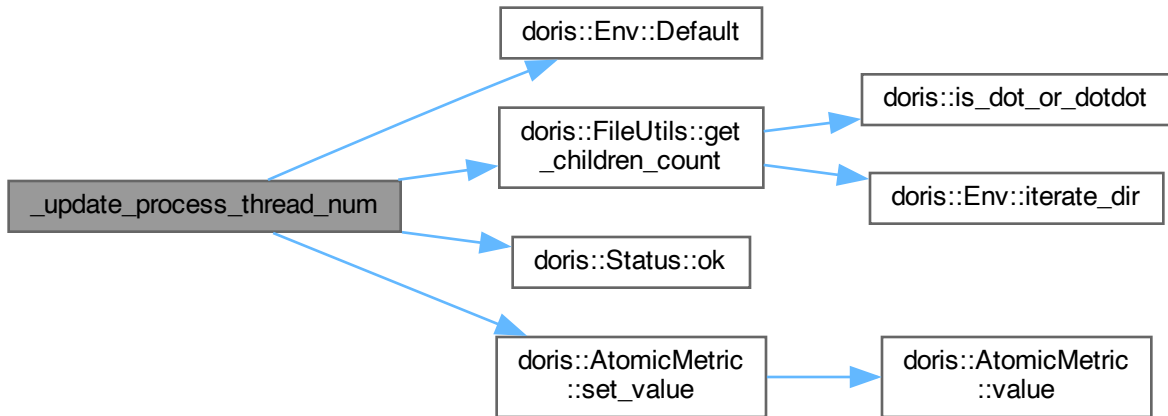 _update_process_thread_num
doris::Env::Default
doris::FileUtils::get
_children_count
doris::is_dot_or_dotdot
doris::Env::iterate_dir
doris::Status::ok
doris::AtomicMetric
::set_value
doris::AtomicMetric
::value